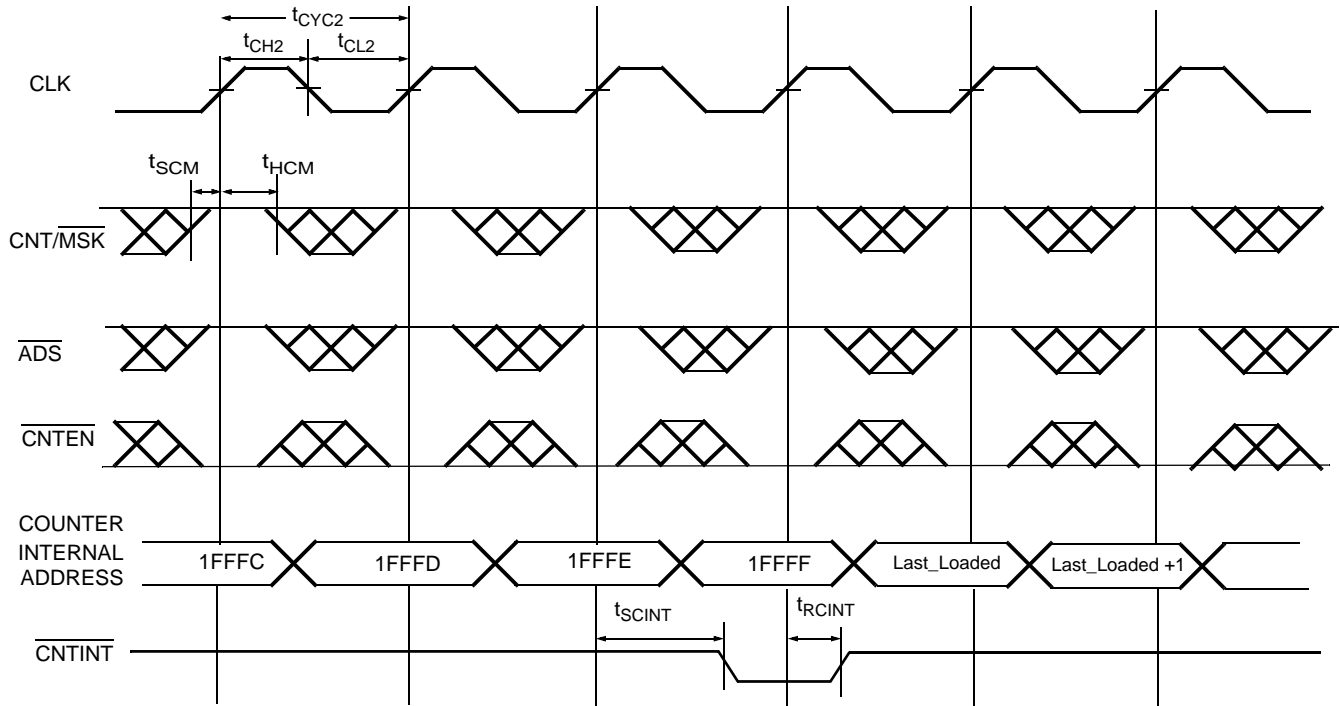 tCYC2
tCH2 tCL2
CLK
tSCM tHCM
CNT/MSK
ADS
CNTEN
COUNTER
INTERNAL
ADDRESS
1FFFC 1FFFD 1FFFE 1FFFF Last_Loaded Last_Loaded +1
tSCINT tRCINT
CNTINT